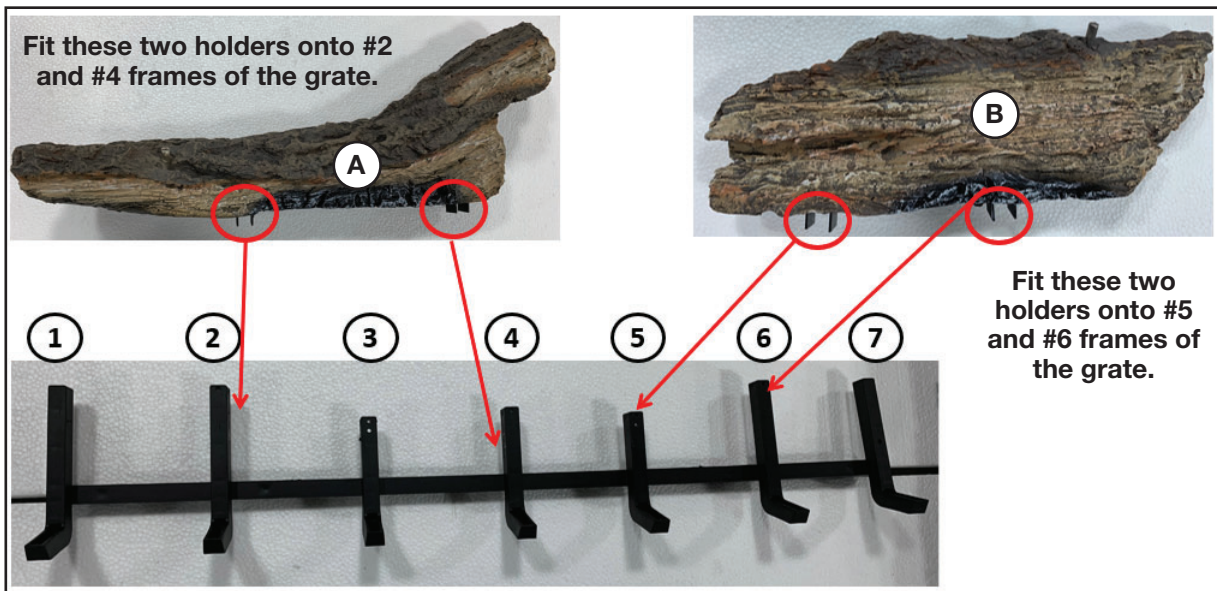 Fit these two holders onto #2
and #4 frames of the grate.
A
B
Fit these two
holders onto #5
and #6 frames of
the grate.
1
2
3
4
5
6
7